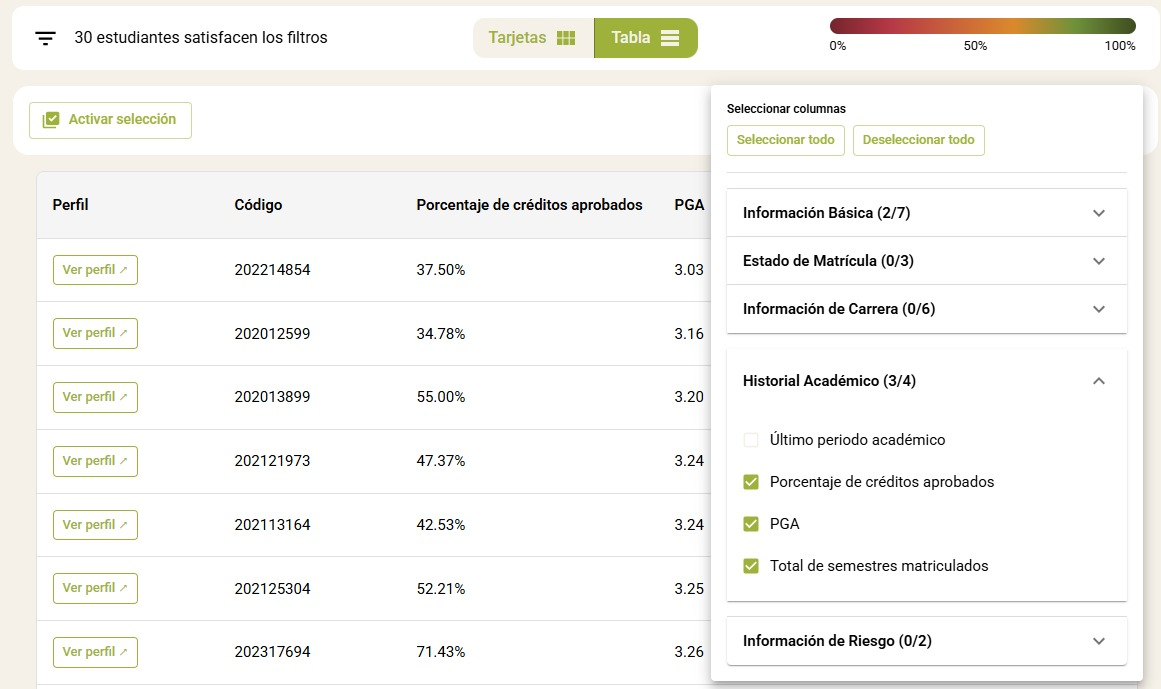 30 estudiantes satisfacen los filtros
Tarjetas
Tabla
0%
50%
100%
Activar selección
Perfil Código Porcentaje de créditos aprobados PGA
Ver perfil ↗ 202214854 37.50% 3.03
Ver perfil ↗ 202012599 34.78% 3.16
Ver perfil ↗ 202013899 55.00% 3.20
Ver perfil ↗ 202121973 47.37% 3.24
Ver perfil ↗ 202113164 42.53% 3.24
Ver perfil ↗ 202125304 52.21% 3.25
Ver perfil ↗ 202317694 71.43% 3.26
Seleccionar columnas
Seleccionar todo
Deseleccionar todo
Información Básica (2/7)
Estado de Matrícula (0/3)
Información de Carrera (0/6)
Historial Académico (3/4)
Último periodo académico
Porcentaje de créditos aprobados
PGA
Total de semestres matriculados
Información de Riesgo (0/2)